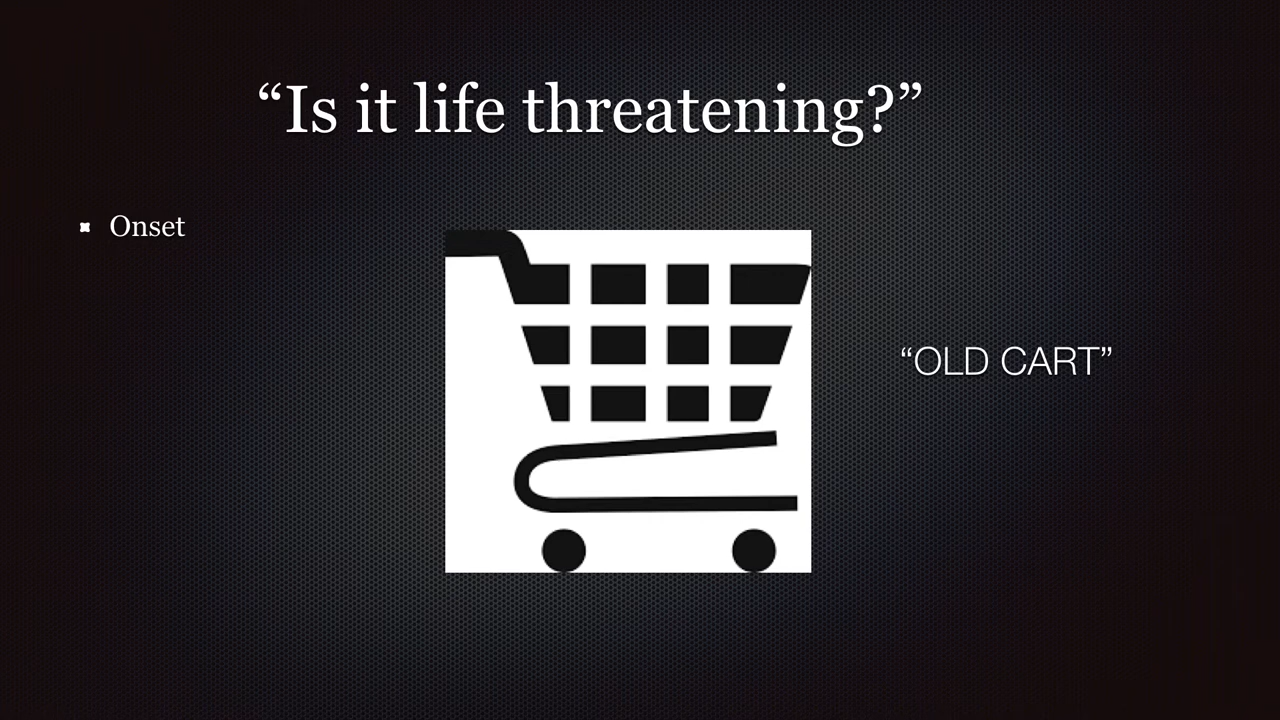 “Is it life threatening?”
Onset
“OLD CART”